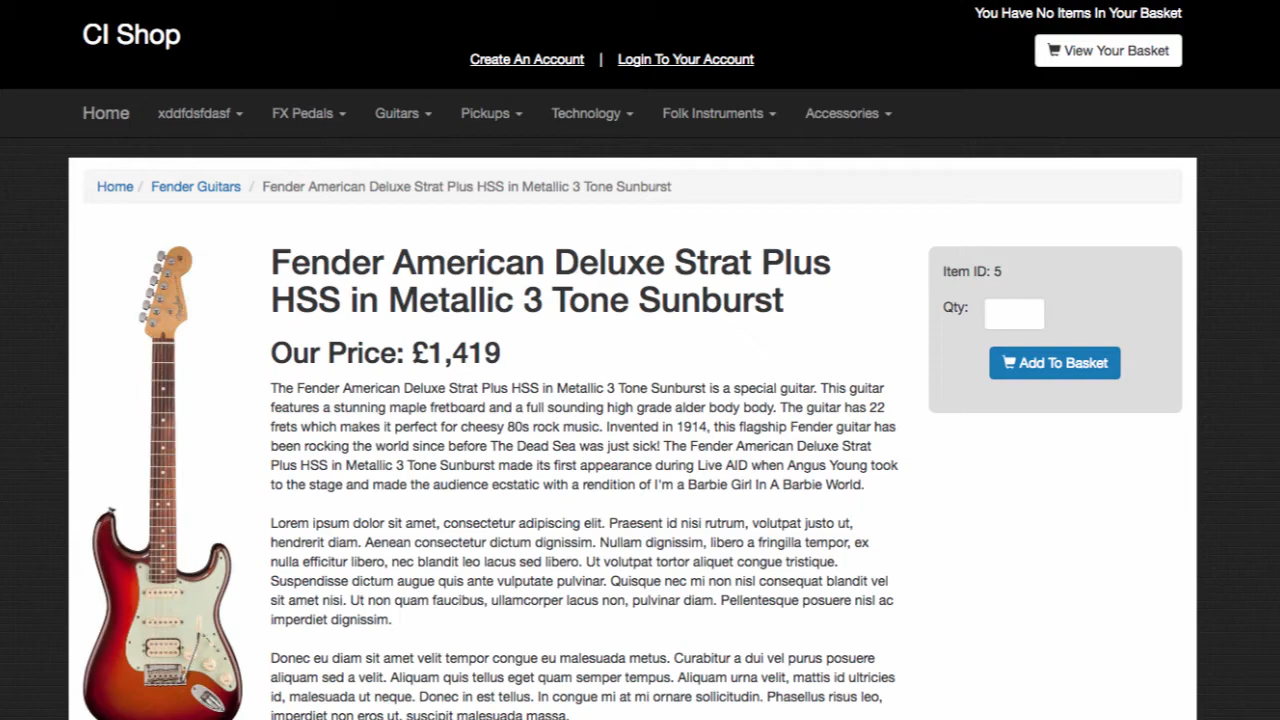 You Have No Items In Your Basket
CI Shop
View Your Basket
Create An Account | Login To Your Account
Home xddfdsfdasf FX Pedals Guitars Pickups Technology Folk Instruments Accessories
Home / Fender Guitars / Fender American Deluxe Strat Plus HSS in Metallic 3 Tone Sunburst
Fender American Deluxe Strat Plus
HSS in Metallic 3 Tone Sunburst
Our Price: £1,419
The Fender American Deluxe Strat Plus HSS in Metallic 3 Tone Sunburst is a special guitar. This guitar
features a stunning maple fretboard and a full sounding high grade alder body body. The guitar has 22
frets which makes it perfect for cheesy 80s rock music. Invented in 1914, this flagship Fender guitar has
been rocking the world since before The Dead Sea was just sick! The Fender American Deluxe Strat
Plus HSS in Metallic 3 Tone Sunburst made its first appearance during Live AID when Angus Young took
to the stage and made the audience ecstatic with a rendition of I'm a Barbie Girl In A Barbie World.
Lorem ipsum dolor sit amet, consectetur adipiscing elit. Praesent id nisi rutrum, volutpat justo ut,
hendrerit diam. Aenean consectetur dictum dignissim. Nullam dignissim, libero a fringilla tempor, ex
nulla efficitur libero, nec blandit leo lacus sed libero. Ut volutpat tortor aliquet congue tristique.
Suspendisse dictum augue quis ante vulputate pulvinar. Quisque nec mi non nisl consequat blandit vel
sit amet nisi. Ut non quam faucibus, ullamcorper lacus non, pulvinar diam. Pellentesque posuere nisl ac
imperdiet dignissim.
Donec eu diam sit amet velit tempor congue eu malesuada metus. Curabitur a dui vel purus posuere
aliquam sed a velit. Aliquam quis tellus eget quam semper tempus. Aliquam urna velit, mattis id ultricies
id, malesuada ut neque. Donec in est tellus. In congue mi at mi ornare sollicitudin. Phasellus risus leo,
imperdiet non eros ut, suscipit malesuada massa.
Item ID: 5
Qty:
Add To Basket
Fender